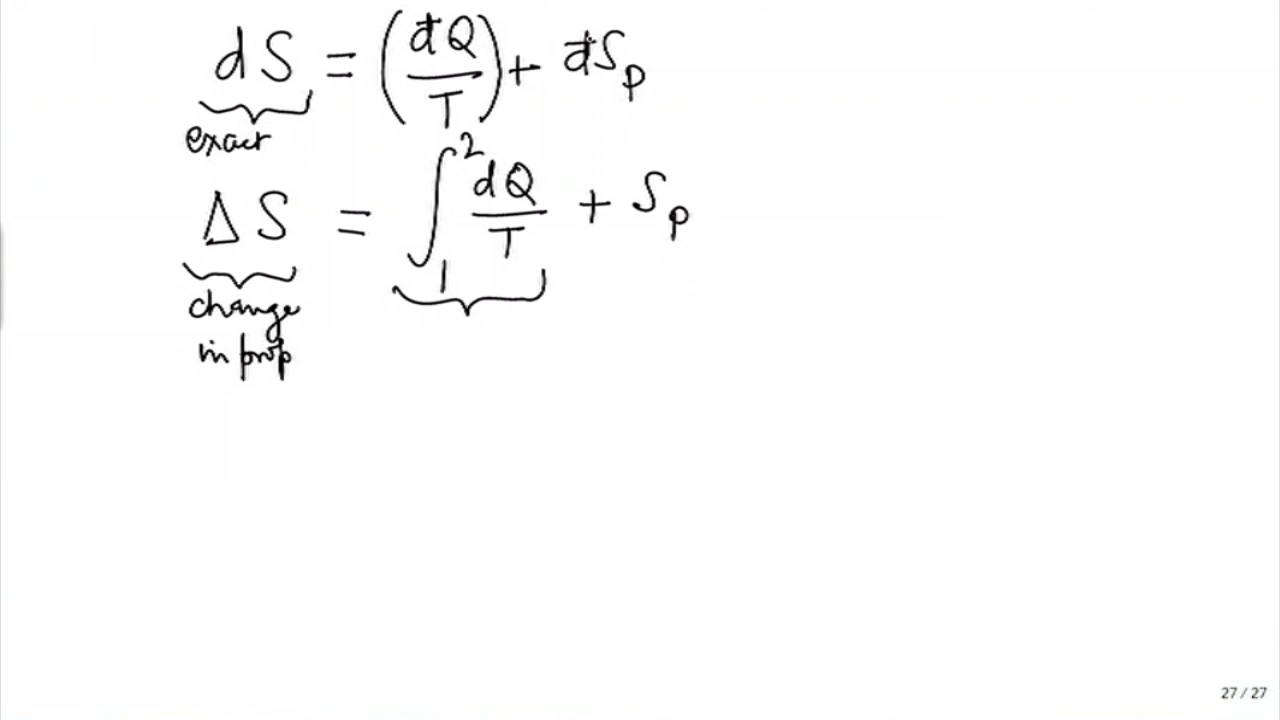 dS = (đQ/T) + đS_p
exact
ΔS = ∫₁² dQ/T + S_p
change
in prop
27 / 27